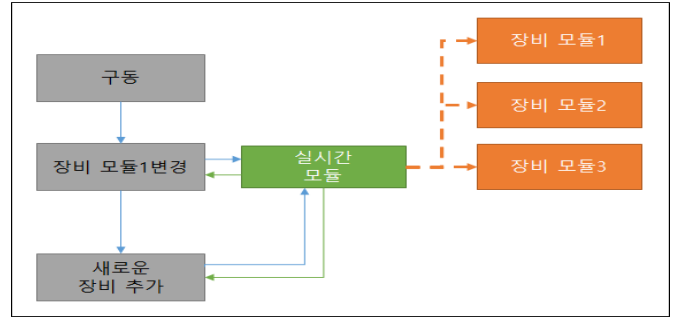 구동
장비 모듈1변경
새로운
장비 추가
실시간
모듈
장비 모듈1
장비 모듈2
장비 모듈3